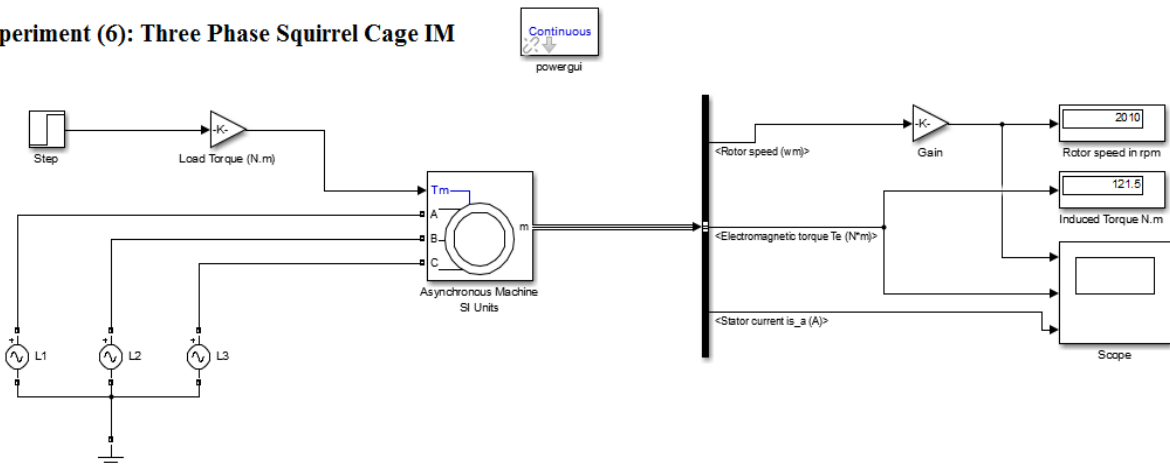 periment (6): Three Phase Squirrel Cage IM
Continuous
powergui
Step
-K-
Load Torque (N.m)
Tm
A
B
C
m
Asynchronous Machine
SI Units
L1
L2
L3
<Rotor speed (wm)>
<Electromagnetic torque Te (N*m)>
<Stator current is_a (A)>
-K-
Gain
2010
Rotor speed in rpm
121.5
Induced Torque N.m
Scope